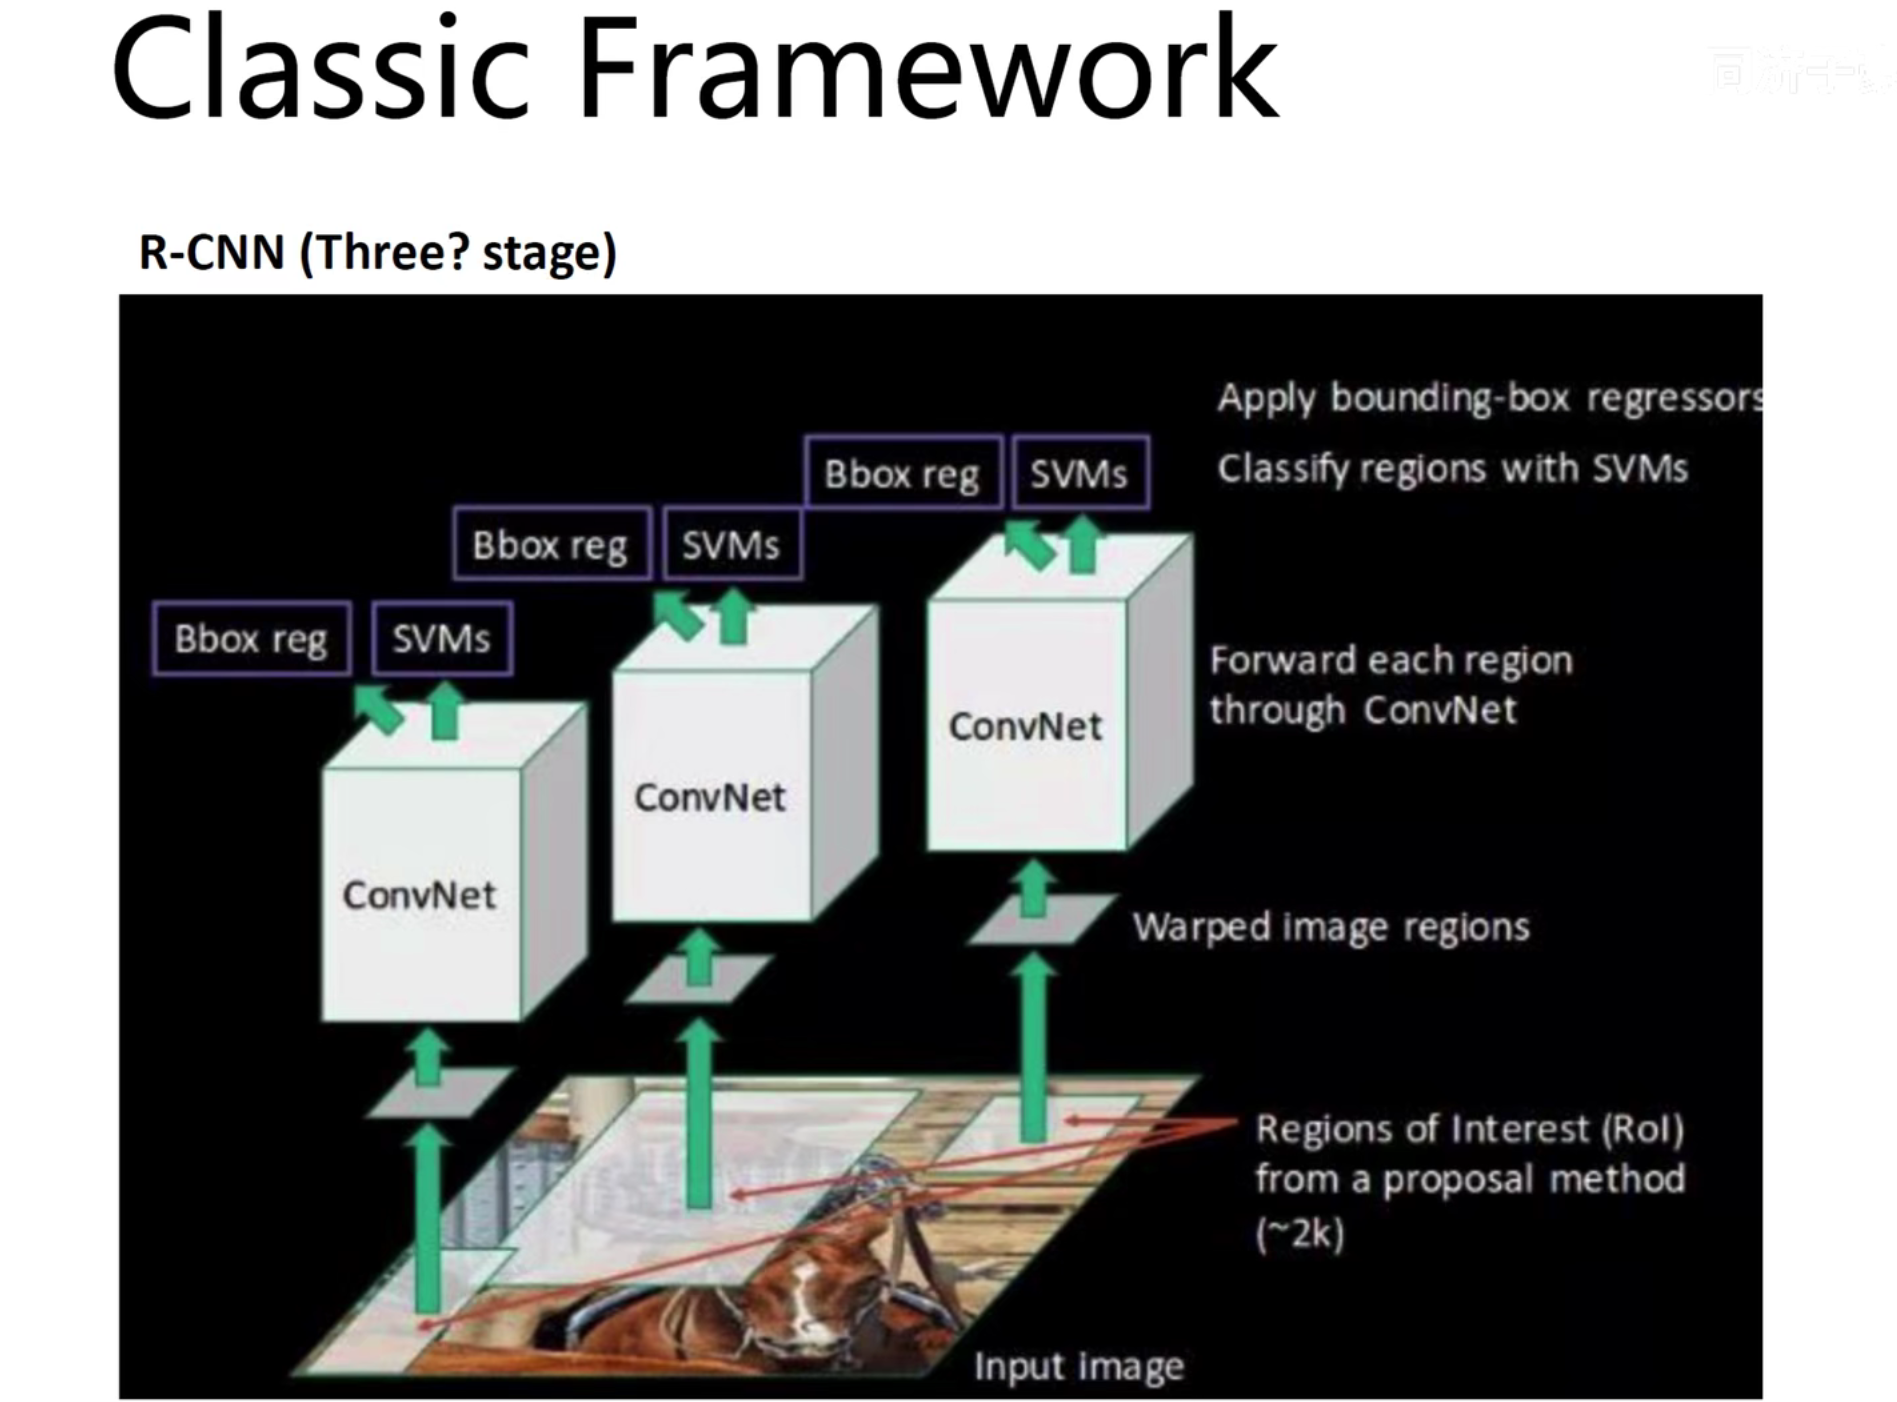 Classic Framework
R-CNN (Three? stage)
Apply bounding-box regressors
Bbox reg
SVMs
Classify regions with SVMs
Bbox reg
SVMs
Bbox reg
SVMs
Forward each region
through ConvNet
ConvNet
ConvNet
ConvNet
Warped image regions
Regions of Interest (RoI)
from a proposal method
(~2k)
Input image